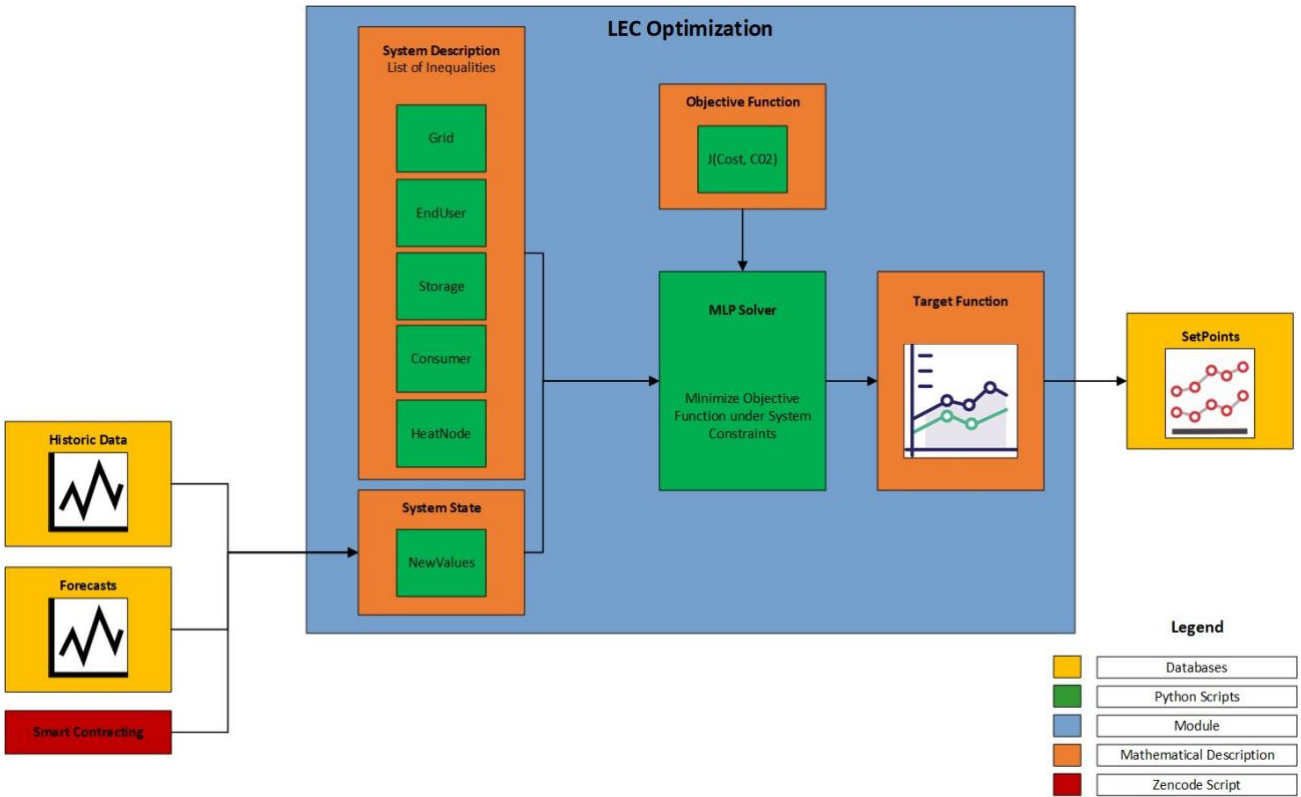 LEC Optimization
System Description
List of Inequalities
Grid
EndUser
Storage
Consumer
HeatNode
System State
NewValues
Objective Function
J(Cost, C02)
MLP Solver
Minimize Objective
Function under System
Constraints
Target Function
SetPoints
Historic Data
Forecasts
Smart Contracting
Legend
Databases
Python Scripts
Module
Mathematical Description
Zencode Script